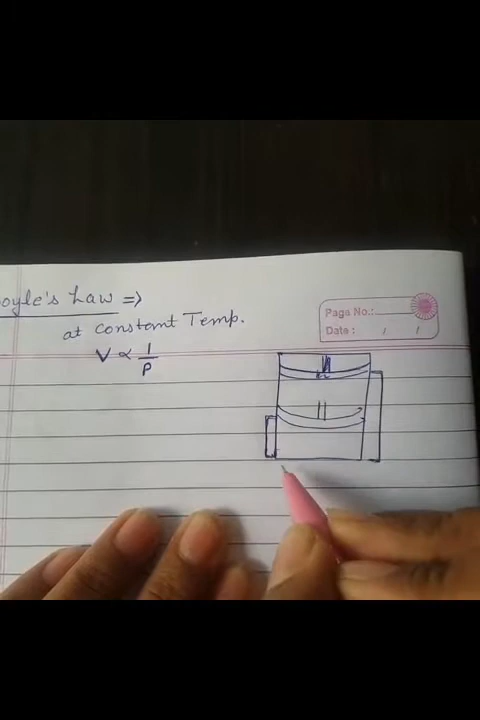 oyle's Law ⇒
at constant Temp.
V ∝ 1/P
Page No.:
Date : / /